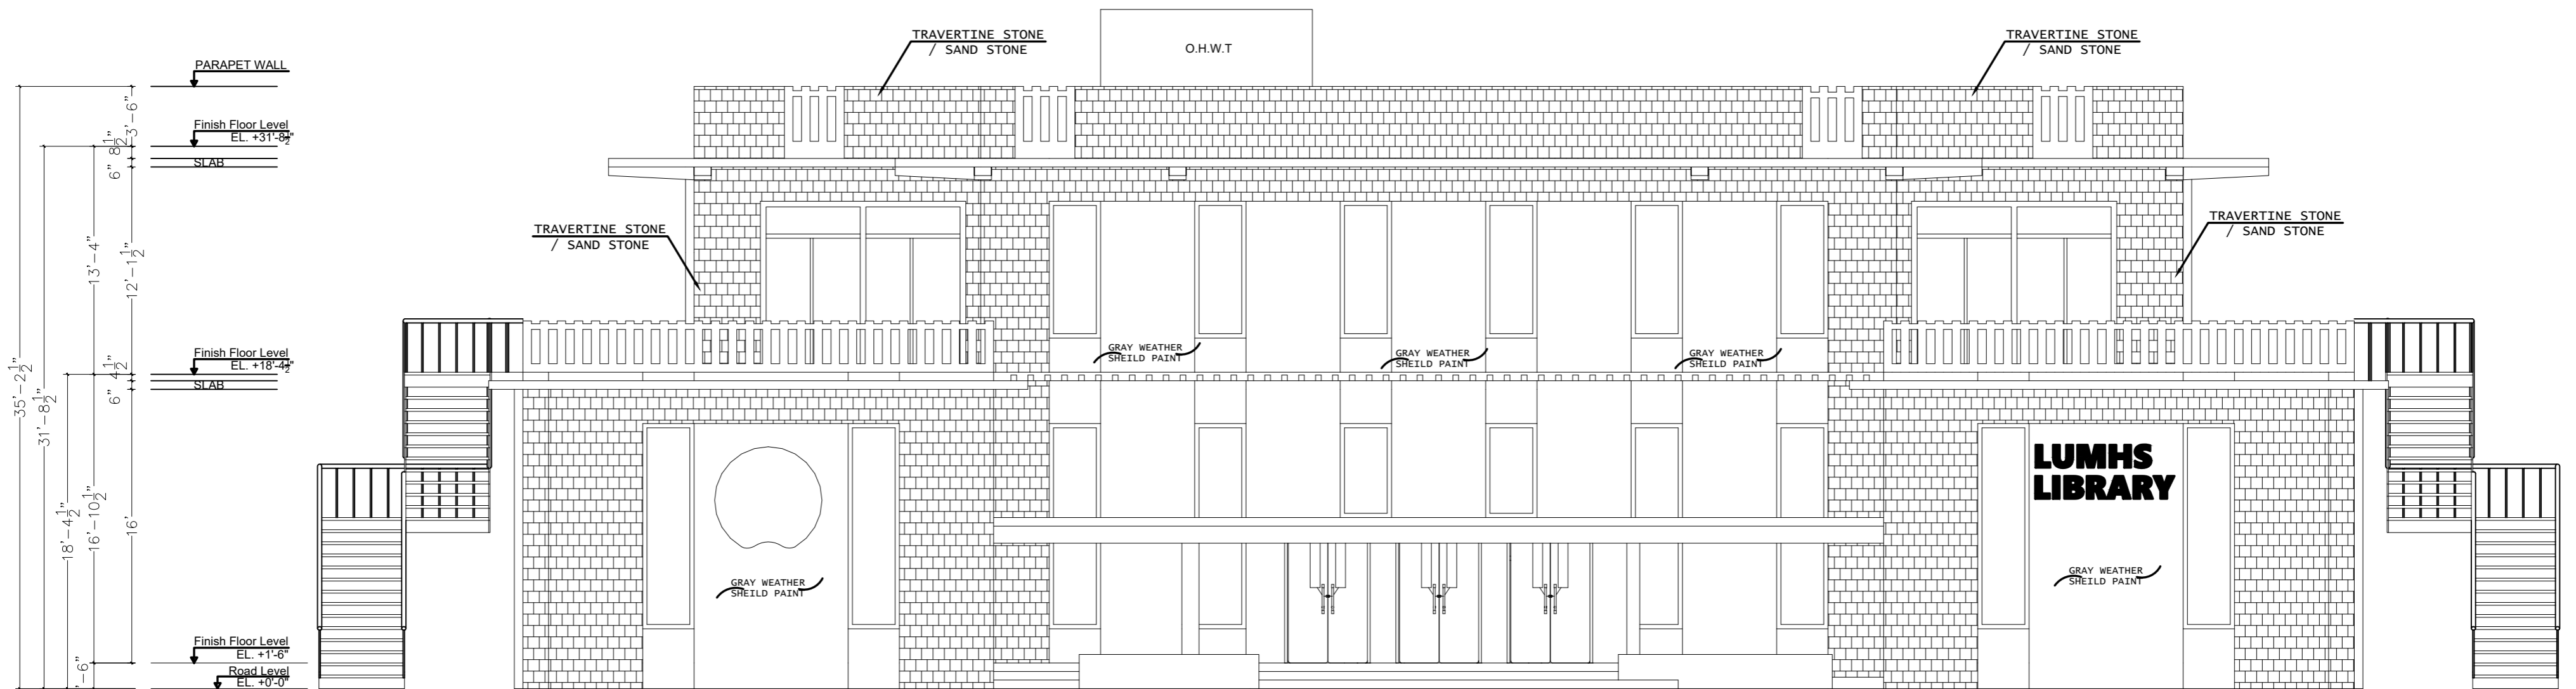 O.H.W.T
TRAVERTINE STONE
/ SAND STONE
TRAVERTINE STONE
/ SAND STONE
PARAPET WALL
3'-6"
Finish Floor Level
EL. +31'-8½"
8½"
SLAB
6"
TRAVERTINE STONE
/ SAND STONE
TRAVERTINE STONE
/ SAND STONE
13'-4"
12'-1½"
GRAY WEATHER
SHEILD PAINT
GRAY WEATHER
SHEILD PAINT
GRAY WEATHER
SHEILD PAINT
Finish Floor Level
EL. +18'-4½"
4½"
SLAB
6"
35'-2½"
31'-8½"
18'-4½"
16'-10½"
16'
LUMHS
LIBRARY
GRAY WEATHER
SHEILD PAINT
GRAY WEATHER
SHEILD PAINT
Finish Floor Level
EL. +1'-6"
'-6"
Road Level
EL. +0'-0"